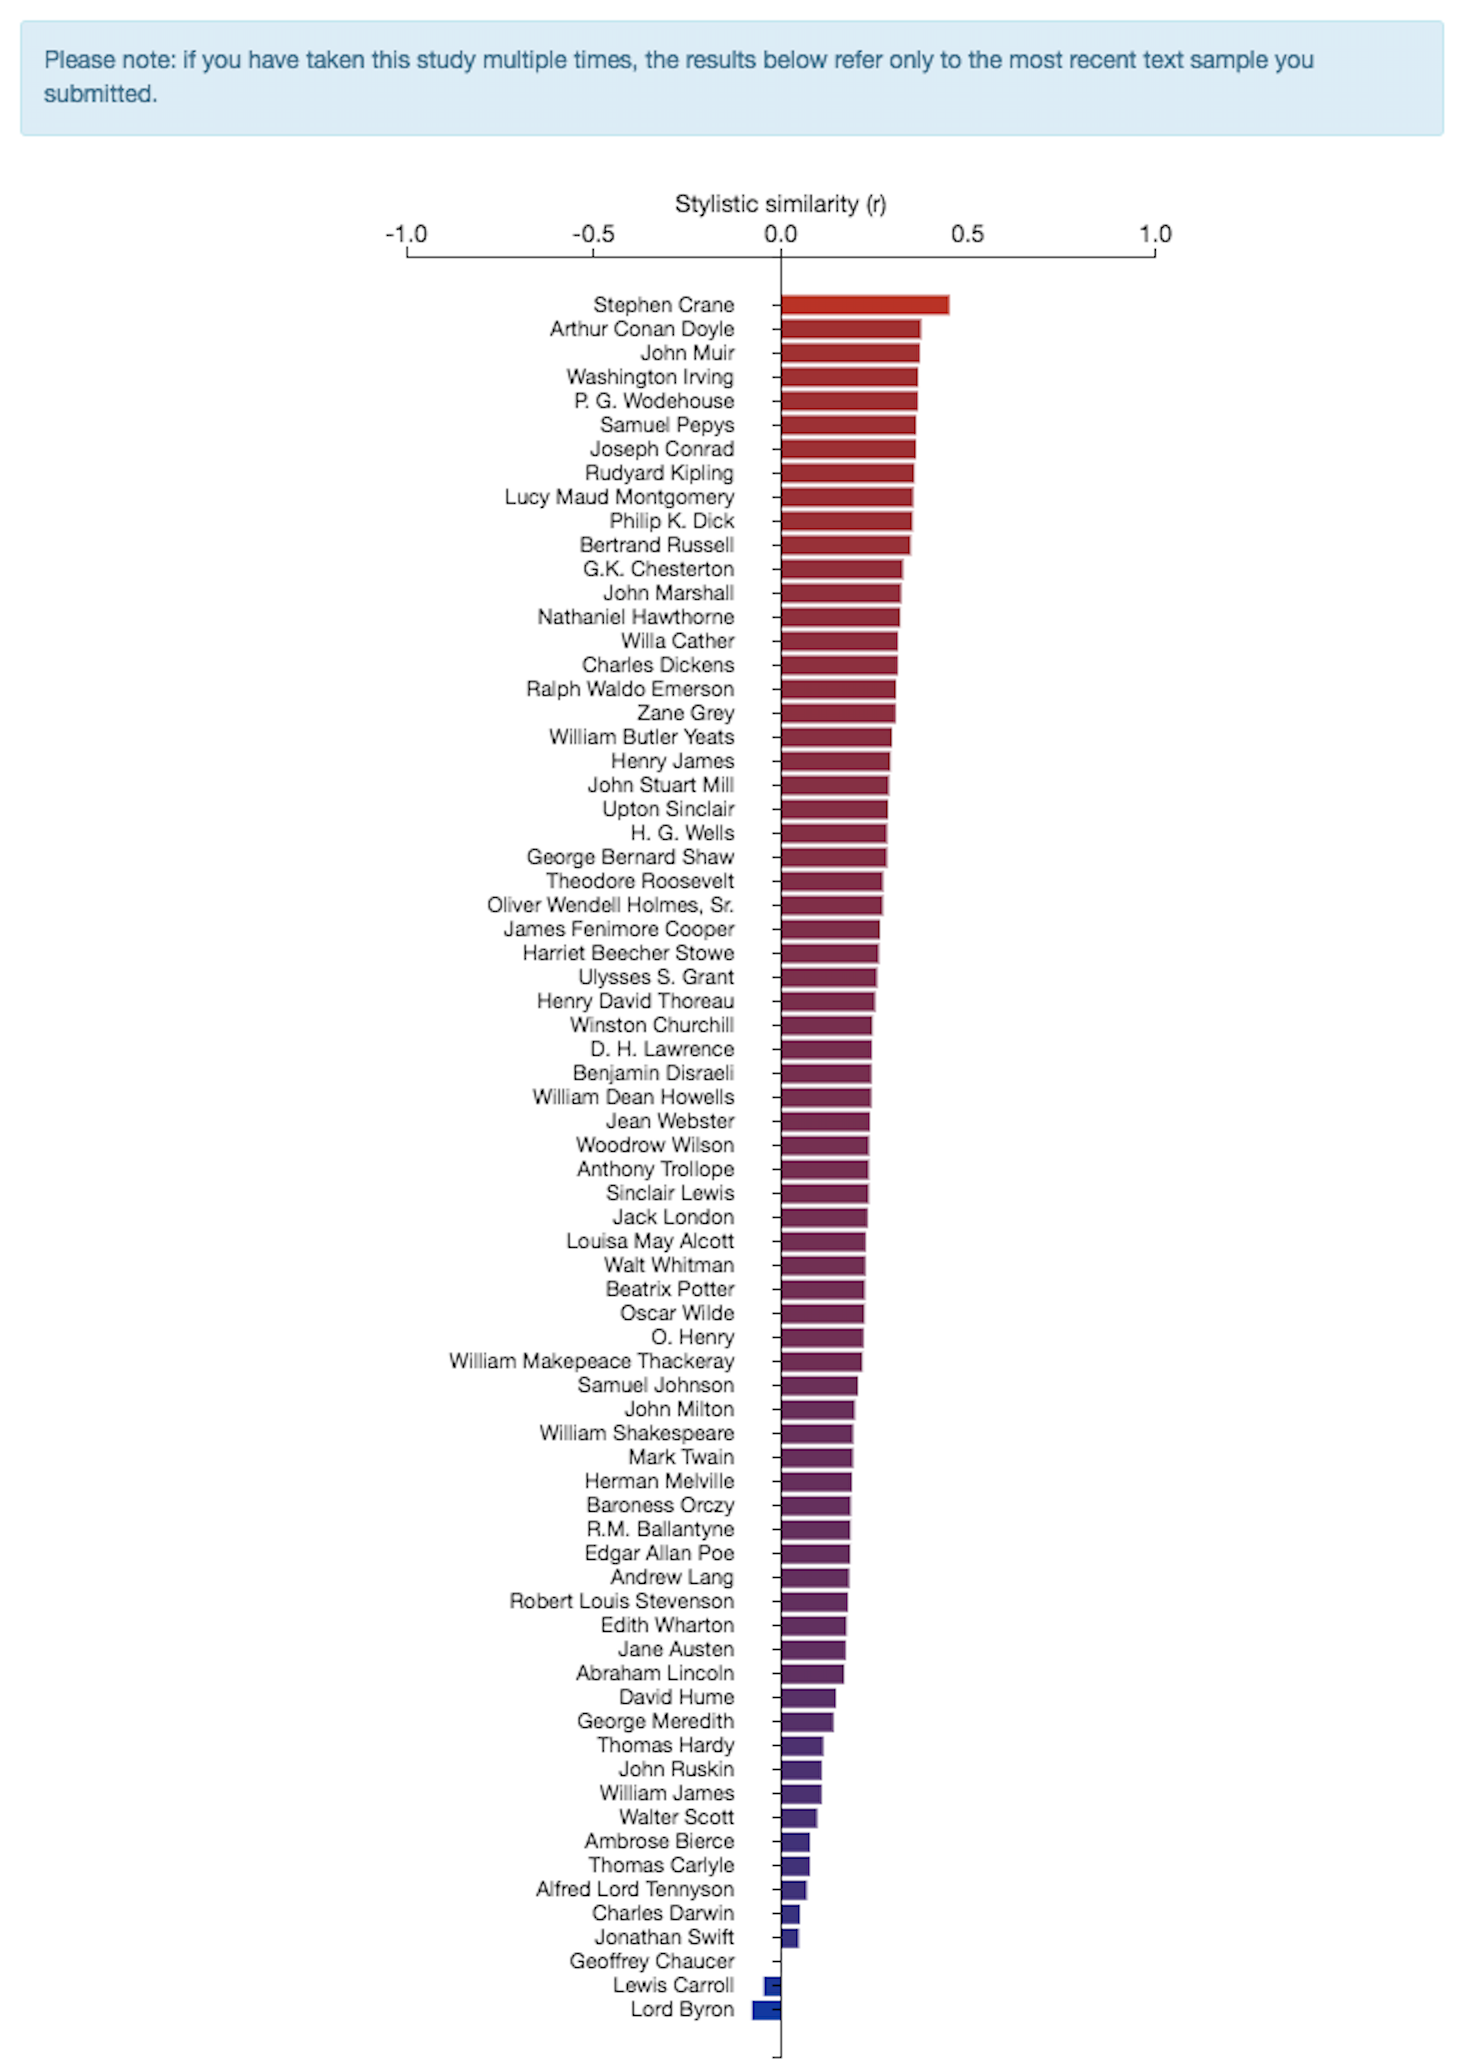 Please note: if you have taken this study multiple times, the results below refer only to the most recent text sample you
submitted.
Stylistic similarity (r)
-1.0 -0.5 0.0 0.5 1.0
Stephen Crane
Arthur Conan Doyle
John Muir
Washington Irving
P. G. Wodehouse
Samuel Pepys
Joseph Conrad
Rudyard Kipling
Lucy Maud Montgomery
Philip K. Dick
Bertrand Russell
G.K. Chesterton
John Marshall
Nathaniel Hawthorne
Willa Cather
Charles Dickens
Ralph Waldo Emerson
Zane Grey
William Butler Yeats
Henry James
John Stuart Mill
Upton Sinclair
H. G. Wells
George Bernard Shaw
Theodore Roosevelt
Oliver Wendell Holmes, Sr.
James Fenimore Cooper
Harriet Beecher Stowe
Ulysses S. Grant
Henry David Thoreau
Winston Churchill
D. H. Lawrence
Benjamin Disraeli
William Dean Howells
Jean Webster
Woodrow Wilson
Anthony Trollope
Sinclair Lewis
Jack London
Louisa May Alcott
Walt Whitman
Beatrix Potter
Oscar Wilde
O. Henry
William Makepeace Thackeray
Samuel Johnson
John Milton
William Shakespeare
Mark Twain
Herman Melville
Baroness Orczy
R.M. Ballantyne
Edgar Allan Poe
Andrew Lang
Robert Louis Stevenson
Edith Wharton
Jane Austen
Abraham Lincoln
David Hume
George Meredith
Thomas Hardy
John Ruskin
William James
Walter Scott
Ambrose Bierce
Thomas Carlyle
Alfred Lord Tennyson
Charles Darwin
Jonathan Swift
Geoffrey Chaucer
Lewis Carroll
Lord Byron